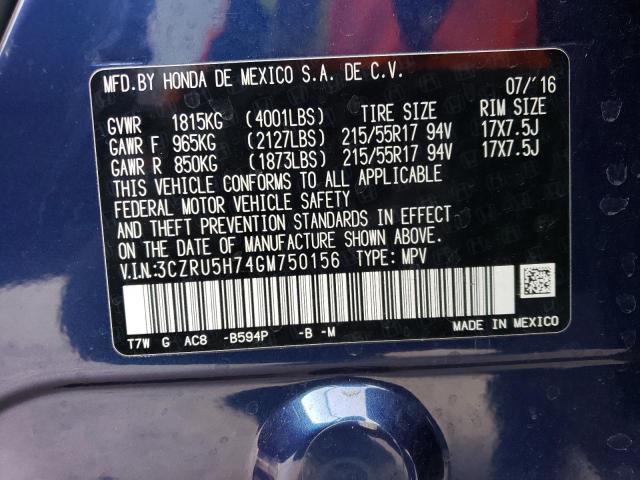 MFD.BY HONDA DE MEXICO S.A. DE C.V. 07/'16
GVWR 1815KG (4001LBS) TIRE SIZE RIM SIZE
GAWR F 965KG (2127LBS) 215/55R17 94V 17X7.5J
GAWR R 850KG (1873LBS) 215/55R17 94V 17X7.5J
THIS VEHICLE CONFORMS TO ALL APPLICABLE
FEDERAL MOTOR VEHICLE SAFETY
AND THEFT PREVENTION STANDARDS IN EFFECT
ON THE DATE OF MANUFACTURE SHOWN ABOVE.
V.I.N:3CZRU5H74GM750156 TYPE: MPV
T7W G AC8 -B594P -B -M MADE IN MEXICO